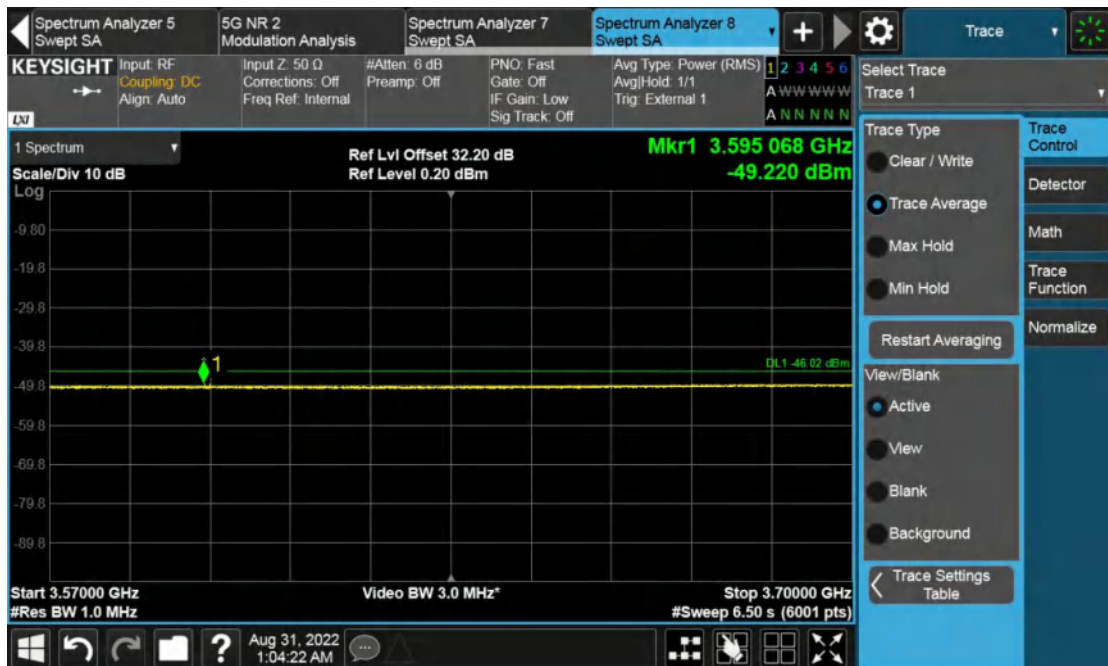 Spectrum Analyzer 5
Swept SA
5G NR 2
Modulation Analysis
Spectrum Analyzer 7
Swept SA
Spectrum Analyzer 8
Swept SA
Trace
KEYSIGHT
LXI
Input: RF
Coupling: DC
Align: Auto
Input Z: 50 Ω
Corrections: Off
Freq Ref: Internal
#Atten: 6 dB
Preamp: Off
PNO: Fast
Gate: Off
IF Gain: Low
Sig Track: Off
Avg Type: Power (RMS)
Avg|Hold: 1/1
Trig: External 1
1 2 3 4 5 6
A W W W W W
A N N N N N
Select Trace
Trace 1
1 Spectrum
Scale/Div 10 dB
Log
Ref Lvl Offset 32.20 dB
Ref Level 0.20 dBm
Mkr1 3.595 068 GHz
-49.220 dBm
-9.80
-19.8
-29.8
-39.8
-49.8
-59.8
-69.8
-79.8
-89.8
1
DL1 -46.02 dBm
Start 3.57000 GHz
#Res BW 1.0 MHz
Video BW 3.0 MHz*
Stop 3.70000 GHz
#Sweep 6.50 s (6001 pts)
Trace Type
Clear / Write
Trace Average
Max Hold
Min Hold
Restart Averaging
View/Blank
Active
View
Blank
Background
Trace Settings
Table
Trace
Control
Detector
Math
Trace
Function
Normalize
?
Aug 31, 2022
1:04:22 AM